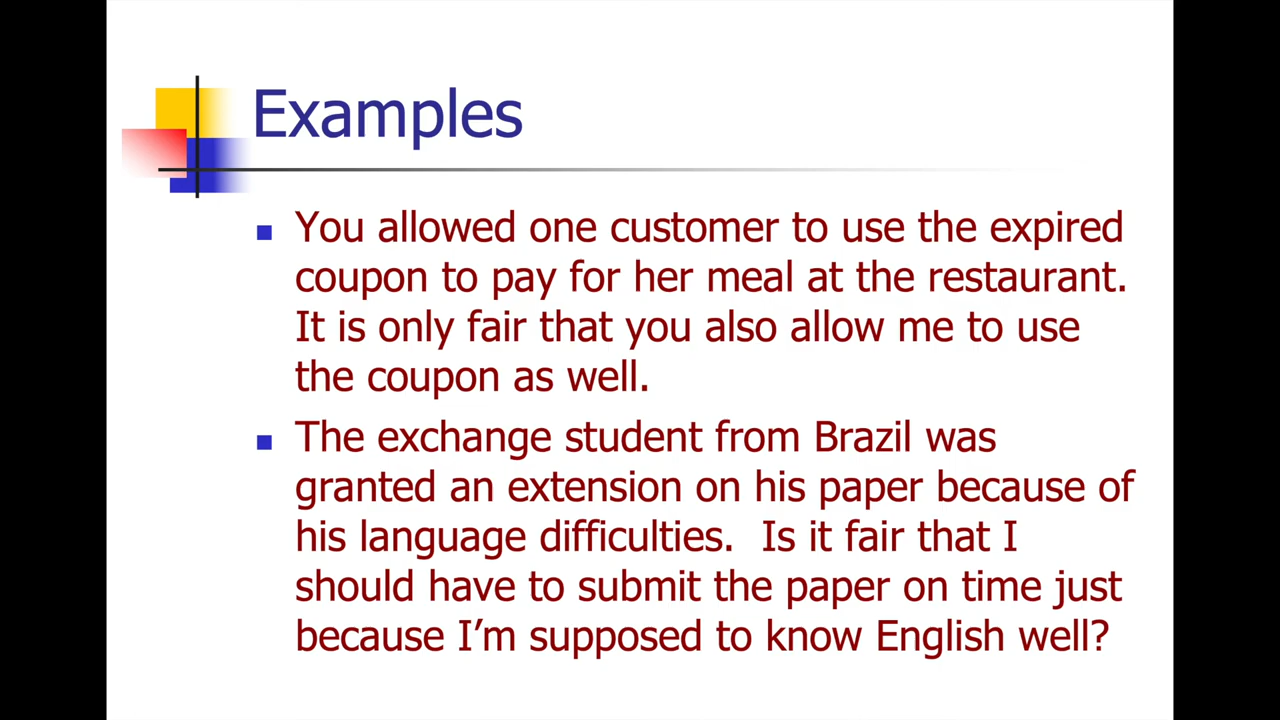 Examples
You allowed one customer to use the expired
coupon to pay for her meal at the restaurant.
It is only fair that you also allow me to use
the coupon as well.
The exchange student from Brazil was
granted an extension on his paper because of
his language difficulties.  Is it fair that I
should have to submit the paper on time just
because I’m supposed to know English well?